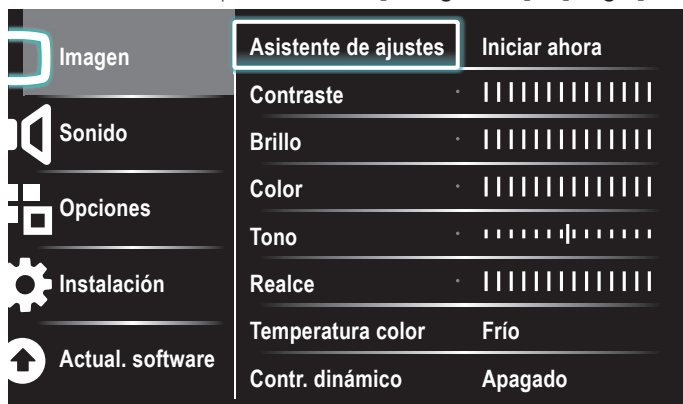 Imagen
Sonido
Opciones
Instalación
Actual. software
Asistente de ajustes Iniciar ahora
Contraste
Brillo
Color
Tono
Realce
Temperatura color Frío
Contr. dinámico Apagado